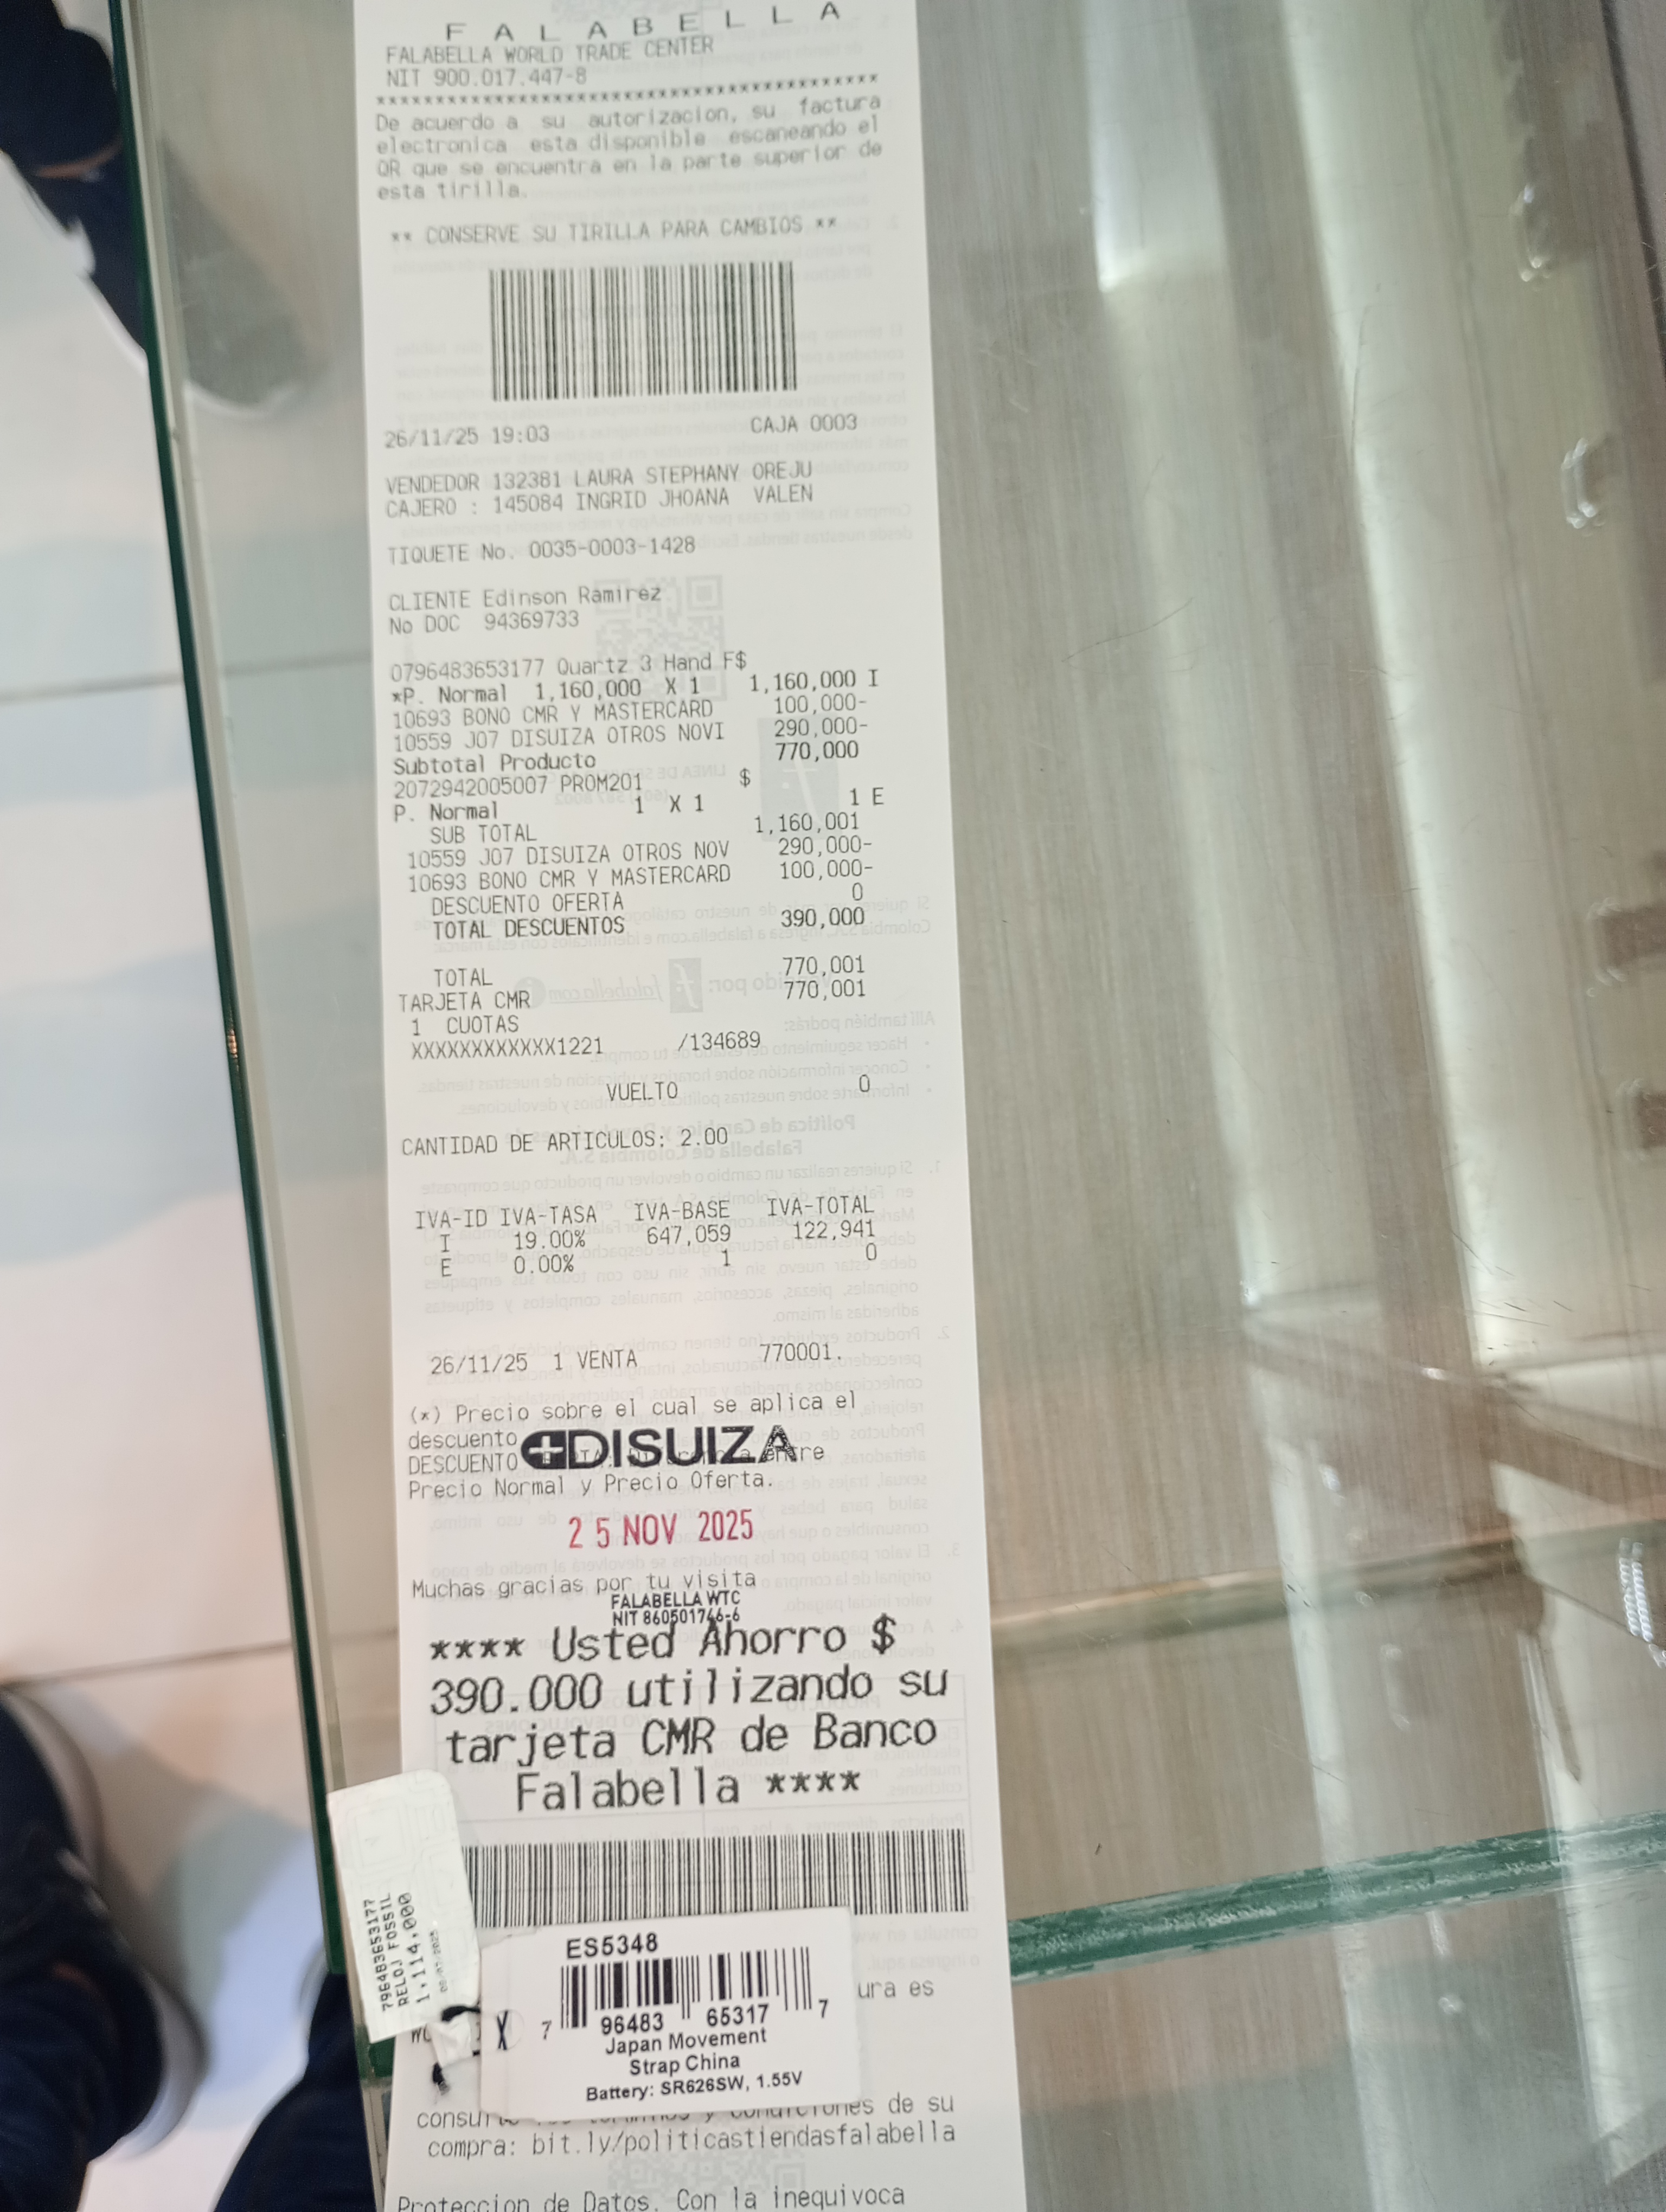 FALABELLA
FALABELLA WORLD TRADE CENTER
NIT 900.017.447-8
*******************************************
De acuerdo a su autorizacion, su factura
electronica esta disponible escaneando el
QR que se encuentra en la parte superior de
esta tirilla.
** CONSERVE SU TIRILLA PARA CAMBIOS **
26/11/25 19:03 CAJA 0003
VENDEDOR 132381 LAURA STEPHANY OREJU
CAJERO : 145084 INGRID JHOANA VALEN
TIQUETE No. 0035-0003-1428
CLIENTE Edinson Ramirez
No DOC 94369733
0796483653177 Quartz 3 Hand F$
*P. Normal 1,160,000 X 1 1,160,000 I
10693 BONO CMR Y MASTERCARD 100,000-
10559 J07 DISUIZA OTROS NOVI 290,000-
Subtotal Producto 770,000
2072942005007 PROM201 $
P. Normal 1 X 1 1 E
SUB TOTAL 1,160,001
10559 J07 DISUIZA OTROS NOV 290,000-
10693 BONO CMR Y MASTERCARD 100,000-
DESCUENTO OFERTA 0
TOTAL DESCUENTOS 390,000
TOTAL 770,001
TARJETA CMR 770,001
1 CUOTAS
XXXXXXXXXXXX1221 /134689
VUELTO 0
CANTIDAD DE ARTICULOS: 2.00
IVA-ID IVA-TASA IVA-BASE IVA-TOTAL
I 19.00% 647,059 122,941
E 0.00% 1 0
26/11/25 1 VENTA 770001.
(*) Precio sobre el cual se aplica el
descuento
DISUIZA
DESCUENTO entre
Precio Normal y Precio Oferta.
25 NOV 2025
Muchas gracias por tu visita
FALABELLA WTC
NIT 860501746-6
**** Usted Ahorro $
390.000 utilizando su
tarjeta CMR de Banco
Falabella ****
796483653177
RELOJ FOSSIL
1,114,000
ES5348
ura es
7 96483 65317 7
Japan Movement
Strap China
Battery: SR626SW, 1.55V
y condiciones de su
compra: bit.ly/politicastiendasfalabella
Proteccion de Datos. Con la inequivoca